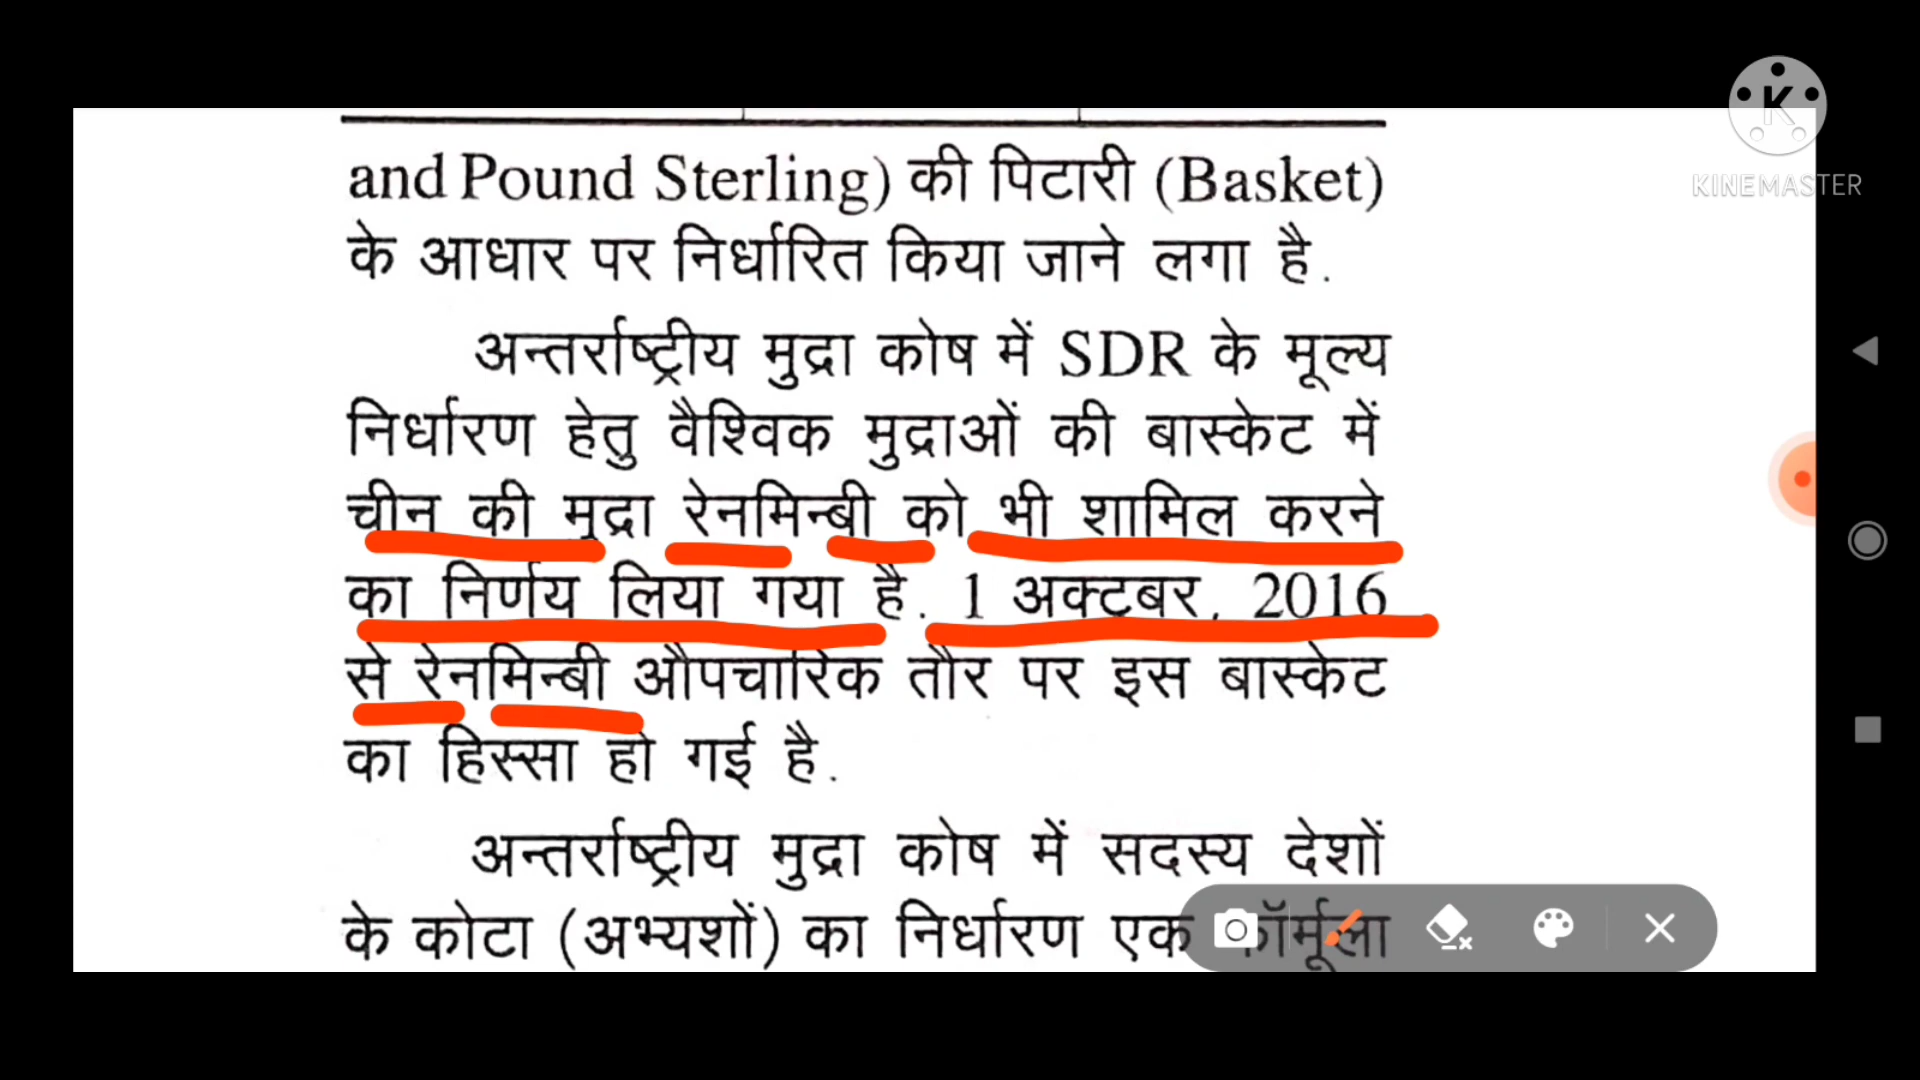 and Pound Sterling) की पिटारी (Basket)
के आधार पर निर्धारित किया जाने लगा है.
अन्तर्राष्ट्रीय मुद्रा कोष में SDR के मूल्य
निर्धारण हेतु वैश्विक मुद्राओं की बास्केट में
चीन की मुद्रा रेनमिन्बी को भी शामिल करने
का निर्णय लिया गया है. 1 अक्टूबर, 2016
से रेनमिन्बी औपचारिक तौर पर इस बास्केट
का हिस्सा हो गई है.
अन्तर्राष्ट्रीय मुद्रा कोष में सदस्य देशों
के कोटा (अभ्यशों) का निर्धारण एक फॉर्मूला
K
KINEMASTER